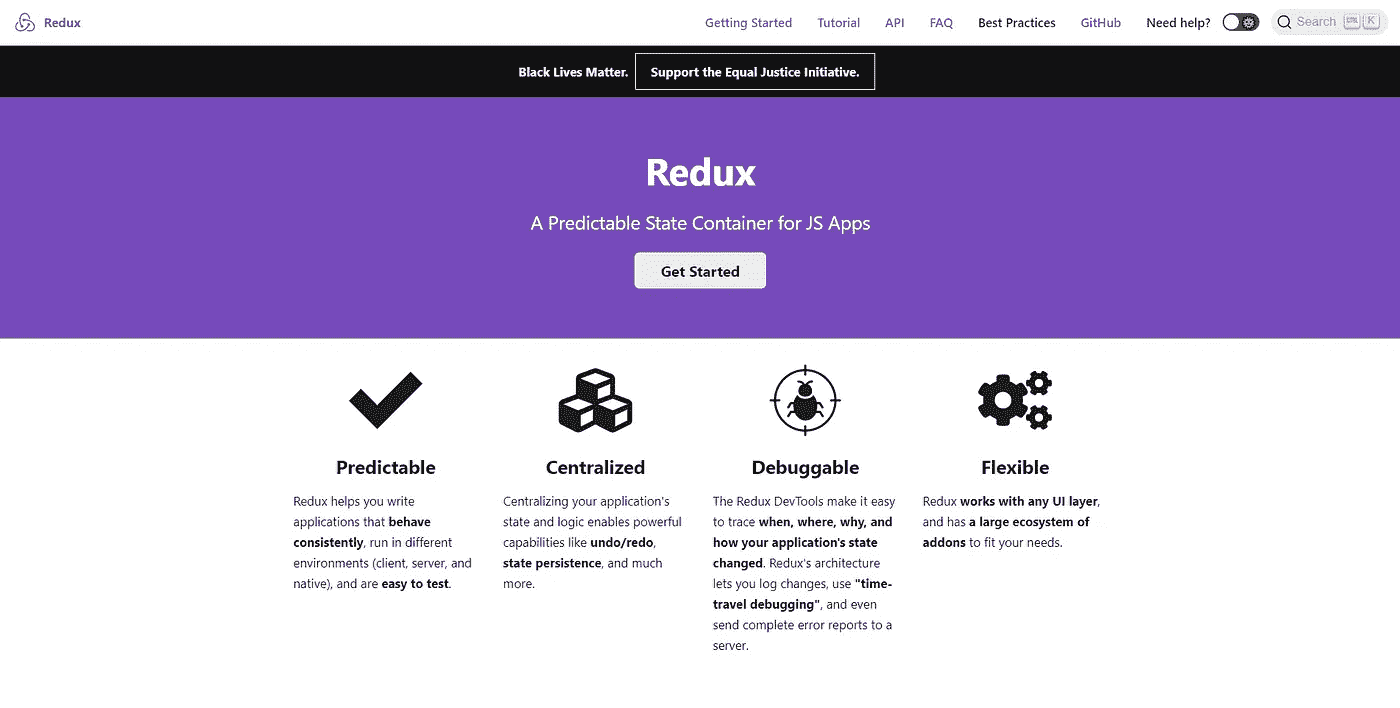 Redux
Getting Started
Tutorial
API
FAQ
Best Practices
GitHub
Need help?
Search
K
Black Lives Matter.
Support the Equal Justice Initiative.
Redux
A Predictable State Container for JS Apps
Get Started
Predictable
Redux helps you write
applications that behave
consistently, run in different
environments (client, server, and
native), and are easy to test.
Centralized
Centralizing your application's
state and logic enables powerful
capabilities like undo/redo,
state persistence, and much
more.
Debuggable
The Redux DevTools make it easy
to trace when, where, why, and
how your application's state
changed. Redux's architecture
lets you log changes, use "time-
travel debugging", and even
send complete error reports to a
server.
Flexible
Redux works with any UI layer,
and has a large ecosystem of
addons to fit your needs.